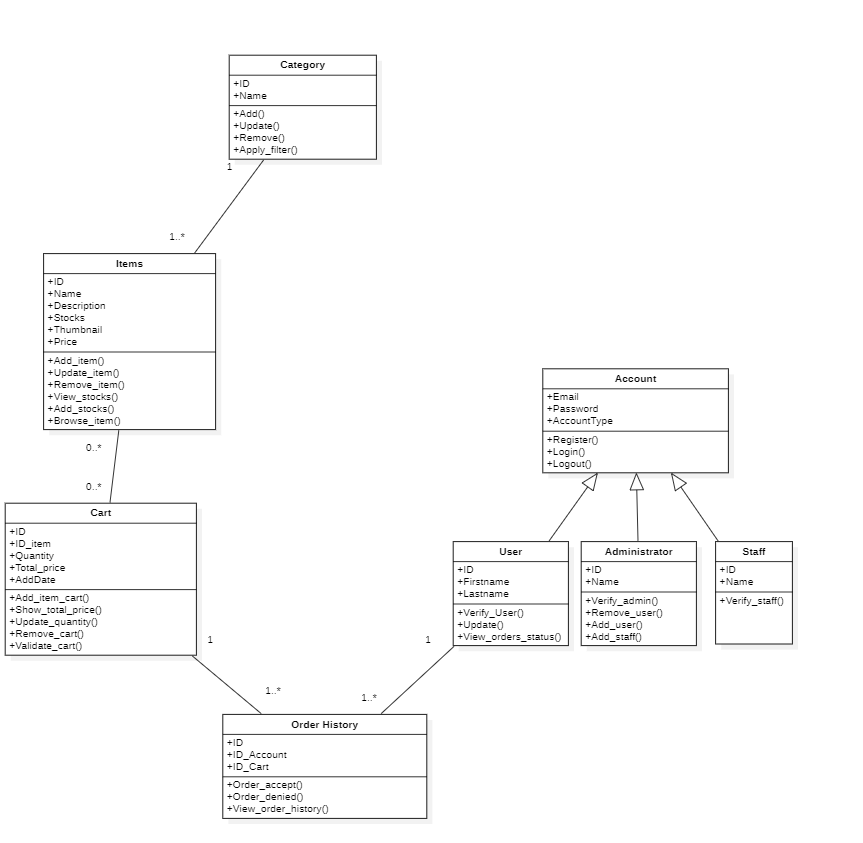 Category
+ID
+Name
+Add()
+Update()
+Remove()
+Apply_filter()
1
1..*
Items
+ID
+Name
+Description
+Stocks
+Thumbnail
+Price
+Add_item()
+Update_item()
+Remove_item()
+View_stocks()
+Add_stocks()
+Browse_item()
0..*
0..*
Account
+Email
+Password
+AccountType
+Register()
+Login()
+Logout()
Cart
+ID
+ID_item
+Quantity
+Total_price
+AddDate
+Add_item_cart()
+Show_total_price()
+Update_quantity()
+Remove_cart()
+Validate_cart()
User
+ID
+Firstname
+Lastname
+Verify_User()
+Update()
+View_orders_status()
Administrator
+ID
+Name
+Verify_admin()
+Remove_user()
+Add_user()
+Add_staff()
Staff
+ID
+Name
+Verify_staff()
1
1..*
1
1..*
Order History
+ID
+ID_Account
+ID_Cart
+Order_accept()
+Order_denied()
+View_order_history()